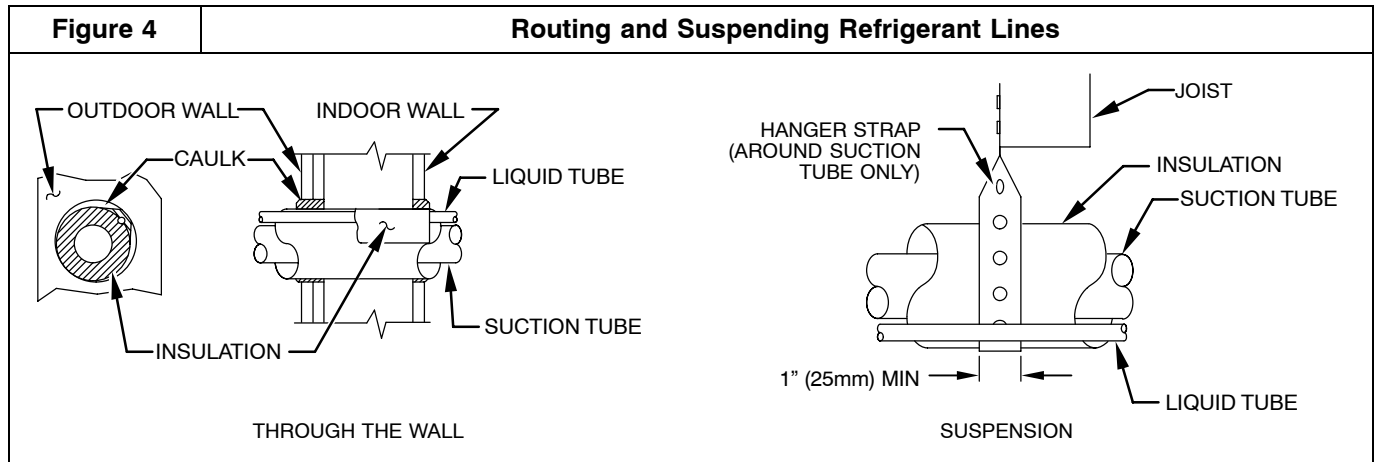 Figure 4
Routing and Suspending Refrigerant Lines
OUTDOOR WALL
INDOOR WALL
CAULK
LIQUID TUBE
SUCTION TUBE
INSULATION
THROUGH THE WALL
JOIST
HANGER STRAP
(AROUND SUCTION
TUBE ONLY)
INSULATION
SUCTION TUBE
1” (25mm) MIN
LIQUID TUBE
SUSPENSION